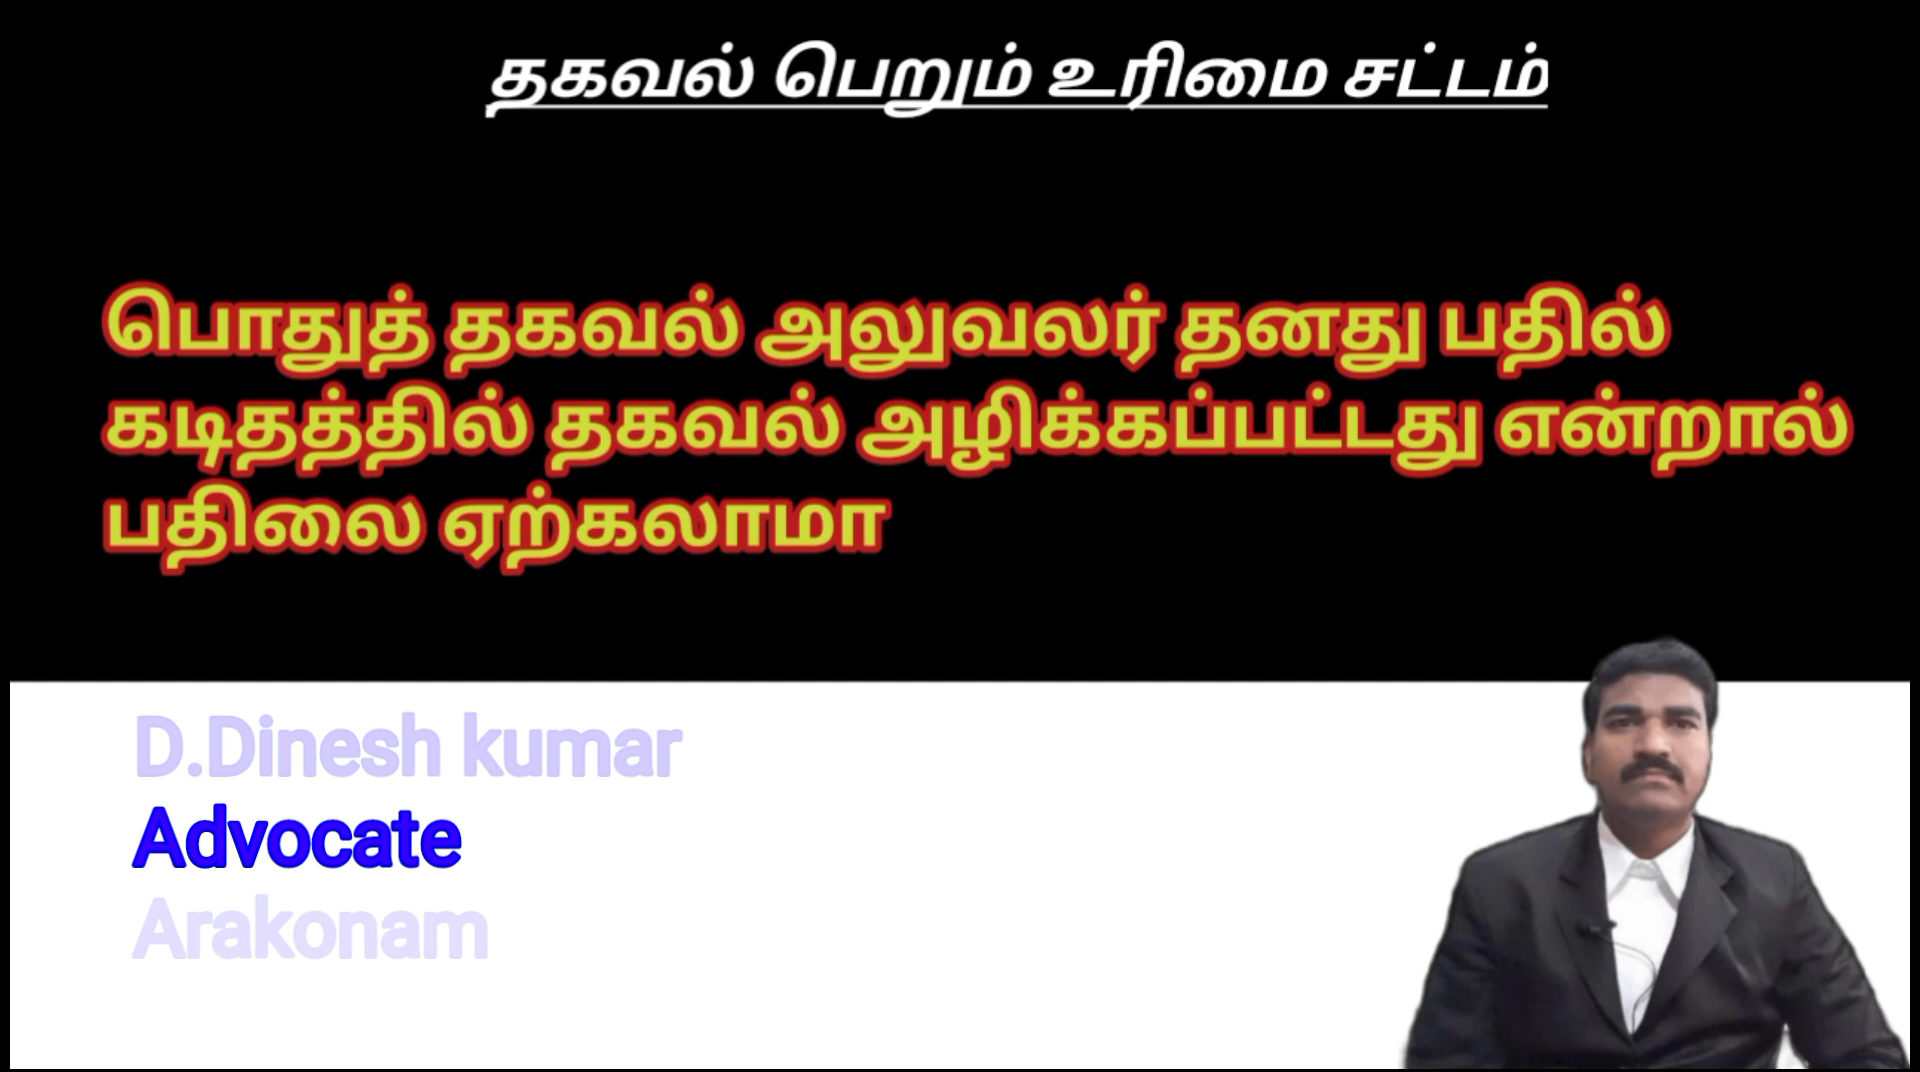 தகவல் பெறும் உரிமை சட்டம்
பொதுத் தகவல் அலுவலர் தனது பதில்
கடிதத்தில் தகவல் அழிக்கப்பட்டது என்றால்
பதிலை ஏற்கலாமா
D.Dinesh kumar
Advocate
Arakonam